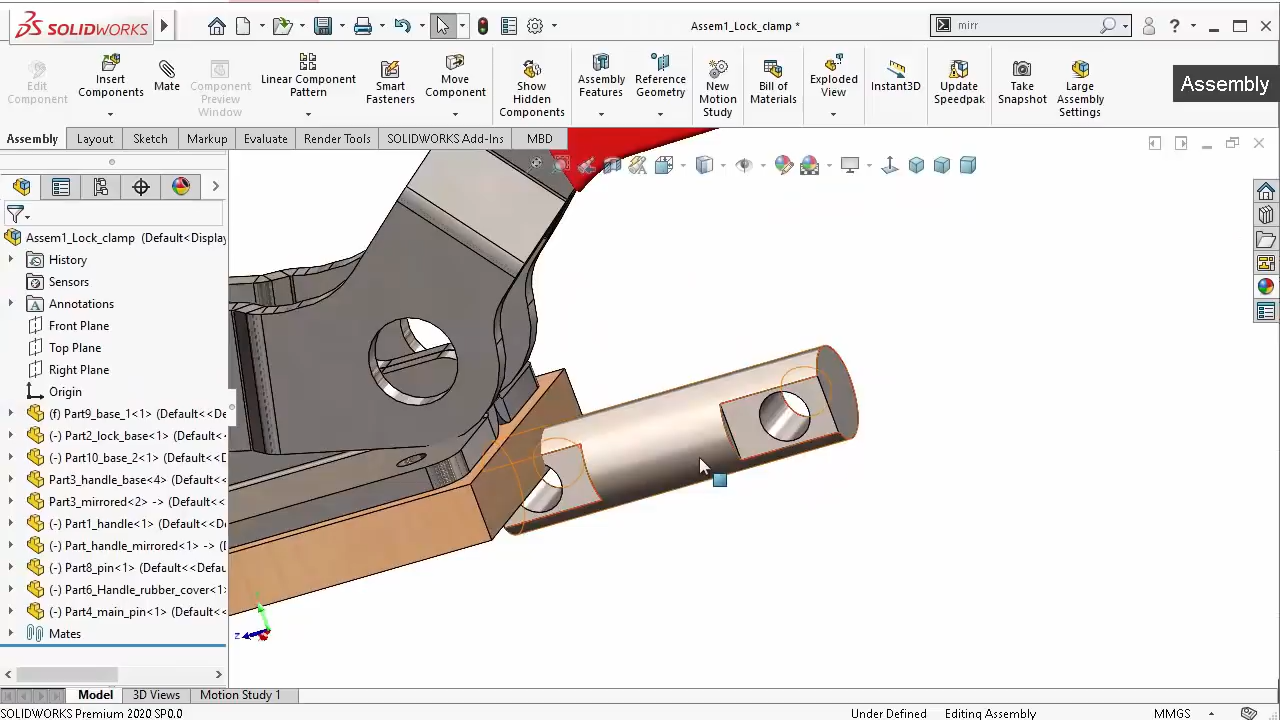 SOLIDWORKS
Assem1_Lock_clamp *
mirr
?
Edit Component
Insert Components
Mate
Component Preview Window
Linear Component Pattern
Smart Fasteners
Move Component
Show Hidden Components
Assembly Features
Reference Geometry
New Motion Study
Bill of Materials
Exploded View
Instant3D
Update Speedpak
Take Snapshot
Large Assembly Settings
Assembly
Assembly Layout Sketch Markup Evaluate Render Tools SOLIDWORKS Add-Ins MBD
Assem1_Lock_clamp (Default<Display
History
Sensors
Annotations
Front Plane
Top Plane
Right Plane
Origin
(f) Part9_base_1<1> (Default<<De
(-) Part2_lock_base<1> (Default<
(-) Part10_base_2<1> (Default<<D
Part3_handle_base<4> (Default<
Part3_mirrored<2> -> (Default<
(-) Part1_handle<1> (Default<<D
(-) Part_handle_mirrored<1> -> (D
(-) Part8_pin<1> (Default<<Defau
(-) Part6_Handle_rubber_cover<1>
(-) Part4_main_pin<1> (Default<<
Mates
z
Model 3D Views Motion Study 1
SOLIDWORKS Premium 2020 SP0.0
Under Defined Editing Assembly MMGS